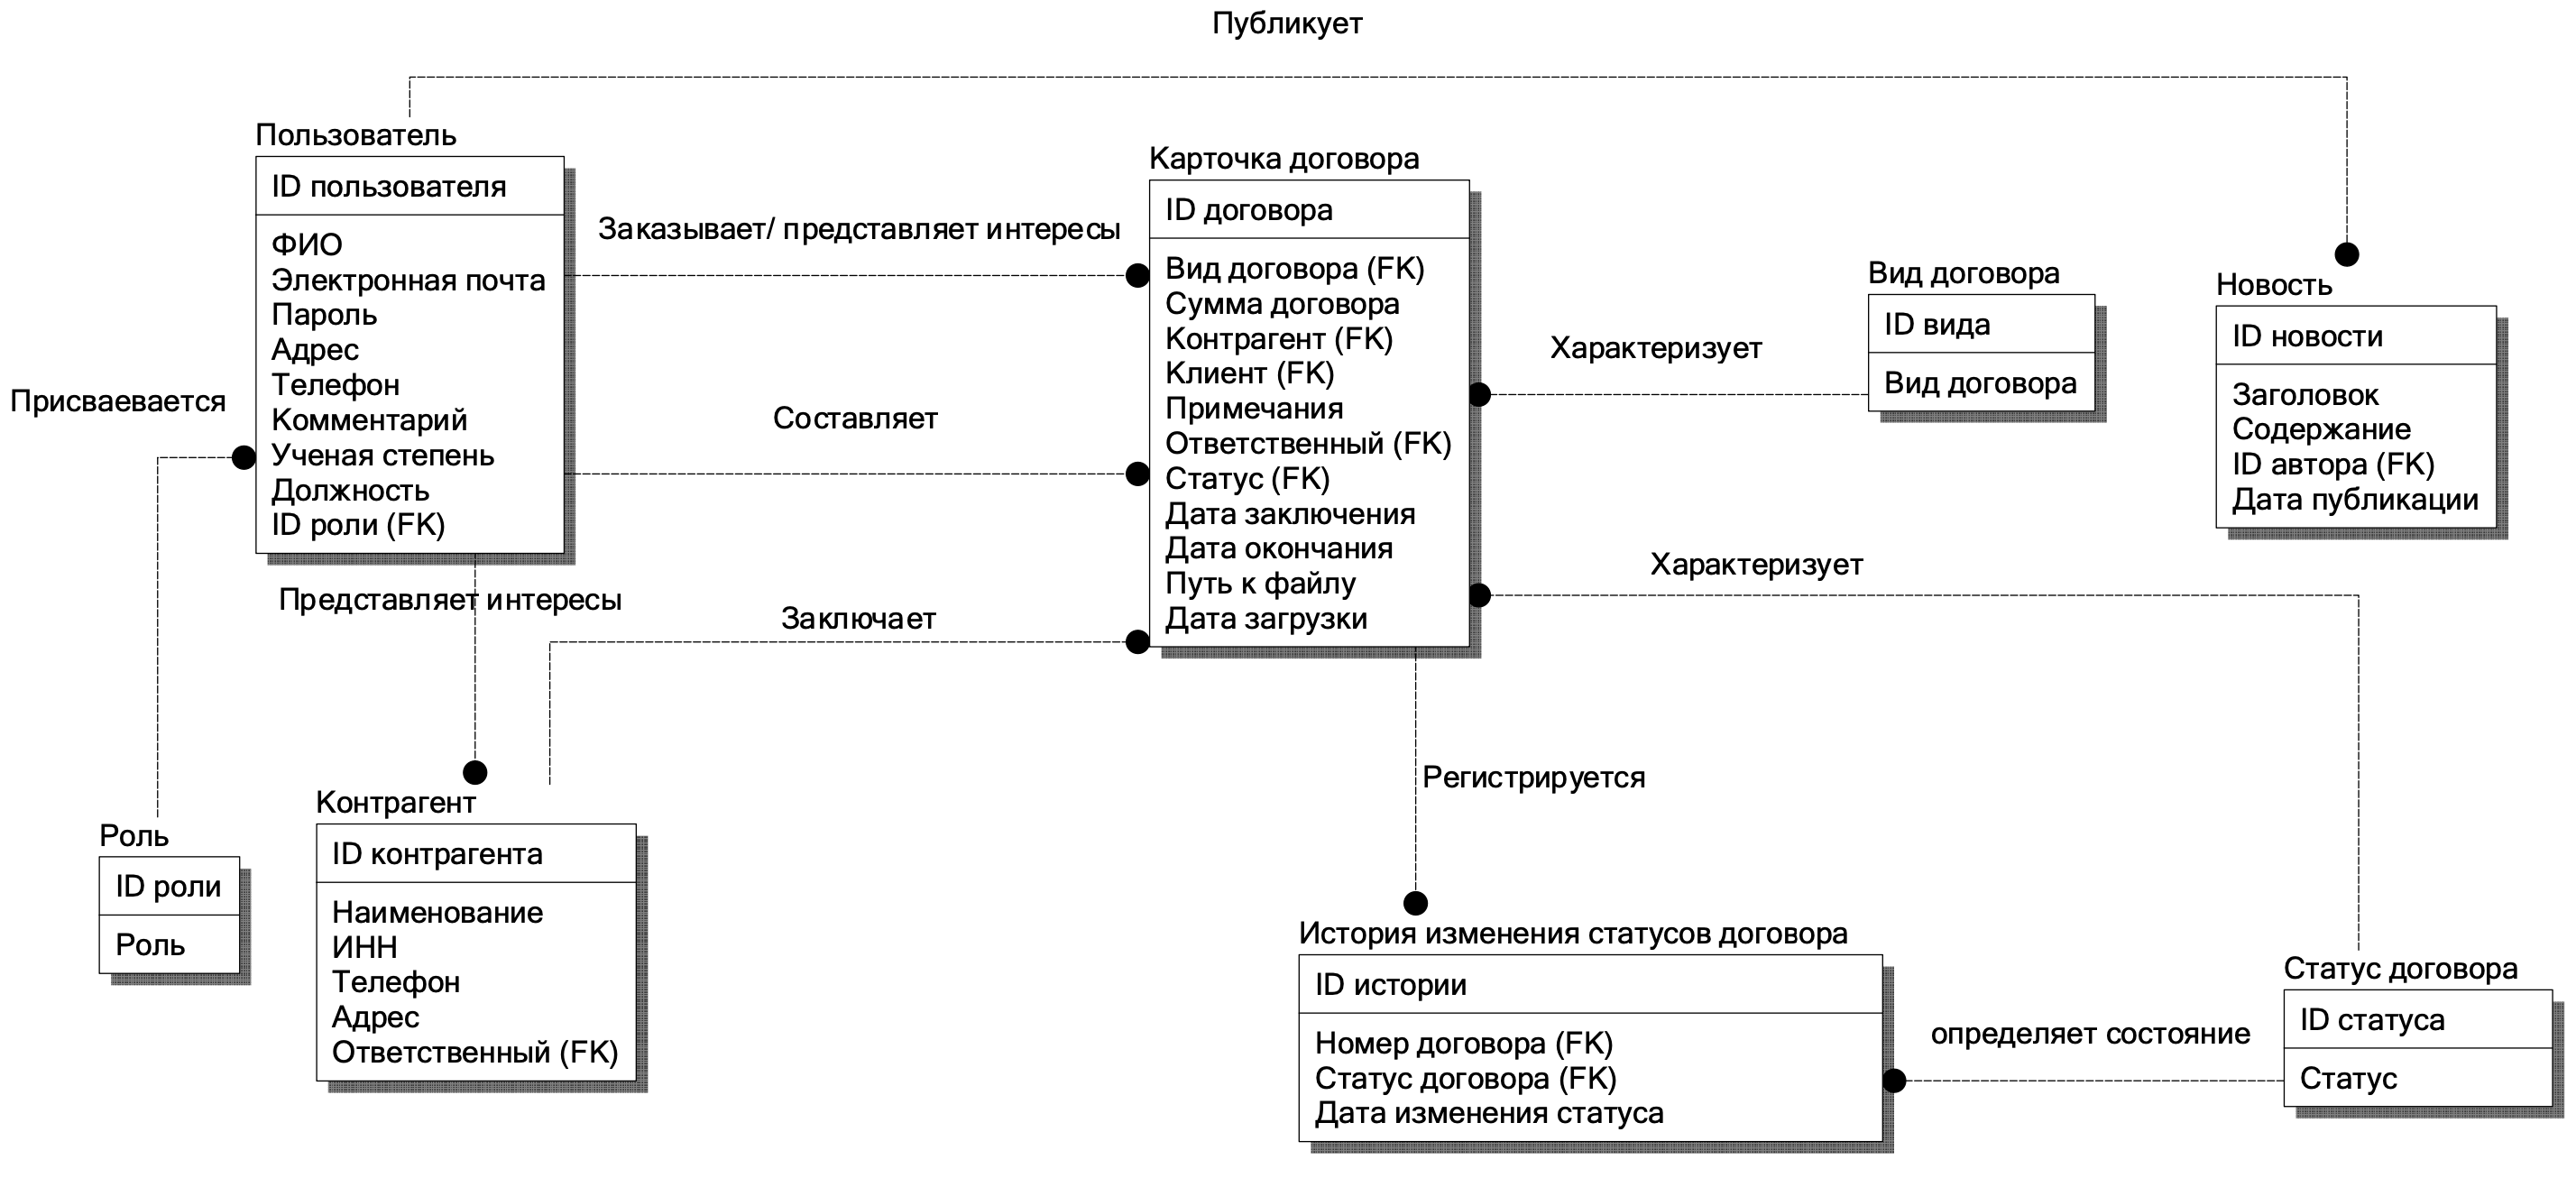 Публикует
Пользователь
ID пользователя
ФИО
Электронная почта
Пароль
Адрес
Телефон
Комментарий
Ученая степень
Должность
ID роли (FK)
Заказывает/ представляет интересы
Составляет
Присваевается
Представляет интересы
Заключает
Карточка договора
ID договора
Вид договора (FK)
Сумма договора
Контрагент (FK)
Клиент (FK)
Примечания
Ответственный (FK)
Статус (FK)
Дата заключения
Дата окончания
Путь к файлу
Дата загрузки
Характеризует
Вид договора
ID вида
Вид договора
Новость
ID новости
Заголовок
Содержание
ID автора (FK)
Дата публикации
Характеризует
Регистрируется
Роль
ID роли
Роль
Контрагент
ID контрагента
Наименование
ИНН
Телефон
Адрес
Ответственный (FK)
История изменения статусов договора
ID истории
Номер договора (FK)
Статус договора (FK)
Дата изменения статуса
определяет состояние
Статус договора
ID статуса
Статус